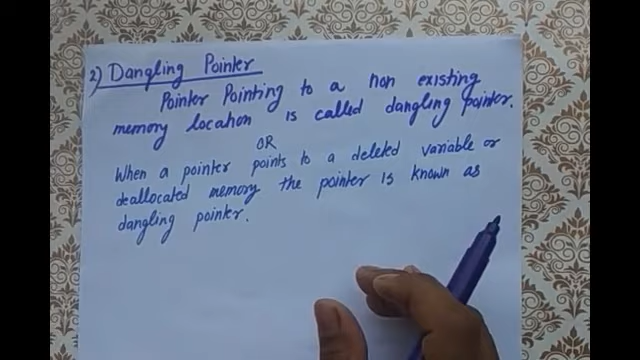 2) Dangling Pointer
Pointer Pointing to a non existing
memory location is called dangling pointer.
OR
When a pointer points to a deleted variable or
deallocated memory the pointer is known as
dangling pointer.